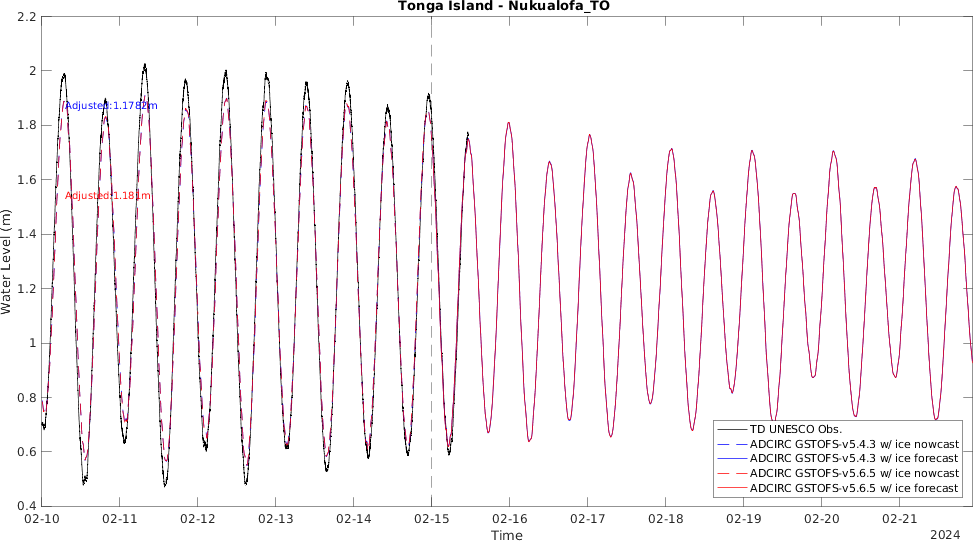 Tonga Island - Nukualofa_TO
2.2
2
1.8
1.6
1.4
1.2
1
0.8
0.6
0.4
Water Level (m)
Adjusted:1.1782m
Adjusted:1.181m
TD UNESCO Obs.
ADCIRC GSTOFS-v5.4.3 w/ ice nowcast
ADCIRC GSTOFS-v5.4.3 w/ ice forecast
ADCIRC GSTOFS-v5.6.5 w/ ice nowcast
ADCIRC GSTOFS-v5.6.5 w/ ice forecast
02-10 02-11 02-12 02-13 02-14 02-15 02-16 02-17 02-18 02-19 02-20 02-21
Time
2024